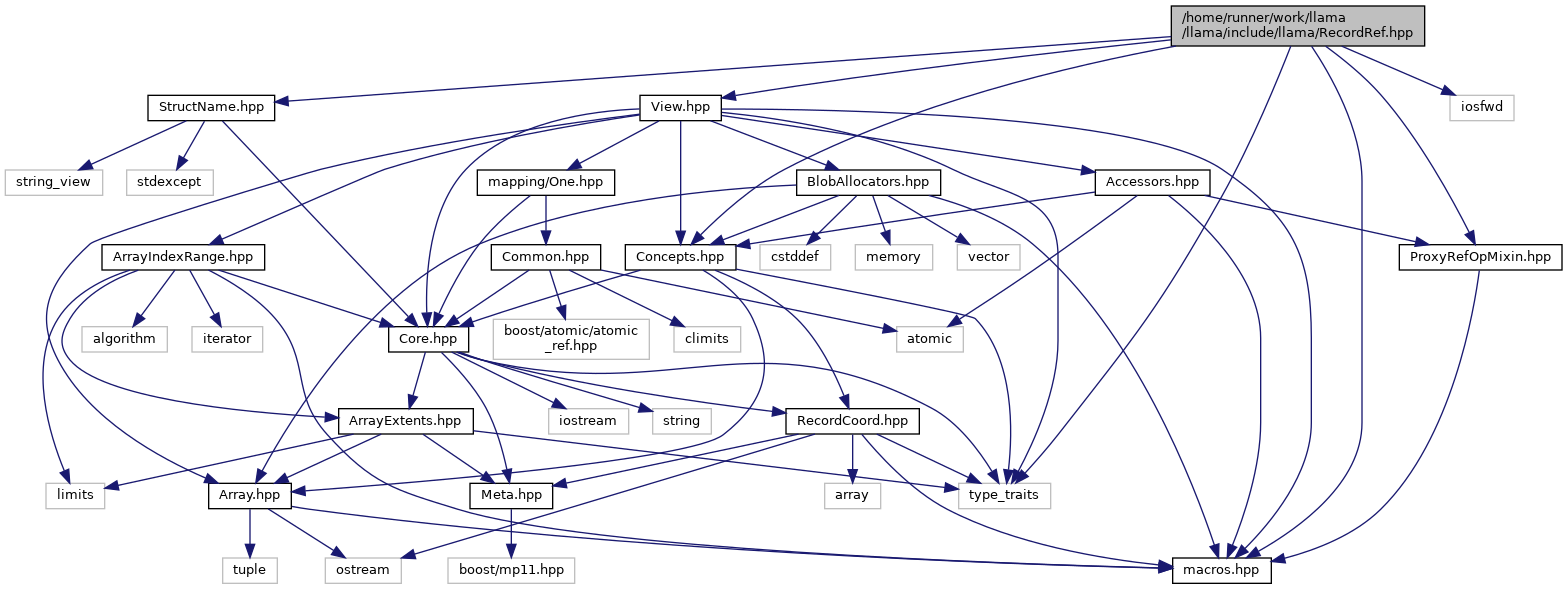 /home/runner/work/llama
/llama/include/llama/RecordRef.hpp
StructName.hpp
View.hpp
iosfwd
string_view
stdexcept
mapping/One.hpp
BlobAllocators.hpp
Accessors.hpp
ArrayIndexRange.hpp
Common.hpp
Concepts.hpp
cstddef
memory
vector
ProxyRefOpMixin.hpp
algorithm
iterator
Core.hpp
boost/atomic/atomic
_ref.hpp
climits
atomic
ArrayExtents.hpp
iostream
string
RecordCoord.hpp
limits
Array.hpp
Meta.hpp
array
type_traits
tuple
ostream
boost/mp11.hpp
macros.hpp